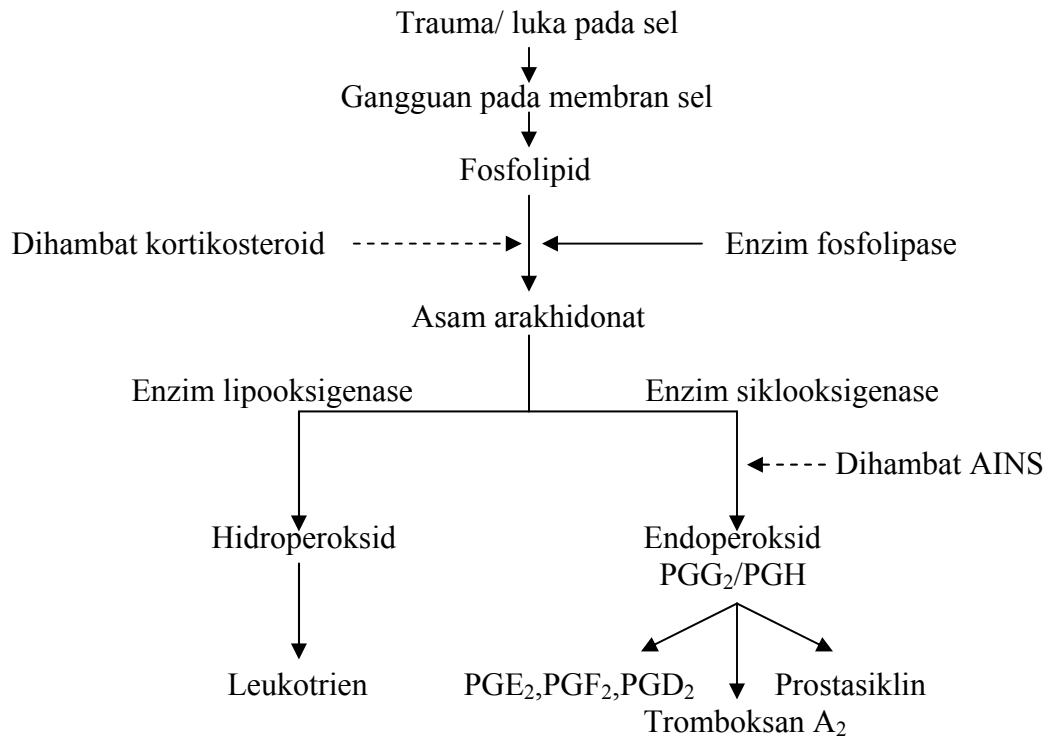 Trauma/ luka pada sel
Gangguan pada membran sel
Fosfolipid
Dihambat kortikosteroid
Enzim fosfolipase
Asam arakhidonat
Enzim lipooksigenase
Enzim siklooksigenase
Dihambat AINS
Hidroperoksid
Endoperoksid
PGG₂/PGH
Leukotrien
PGE₂,PGF₂,PGD₂
Prostasiklin
Tromboksan A₂